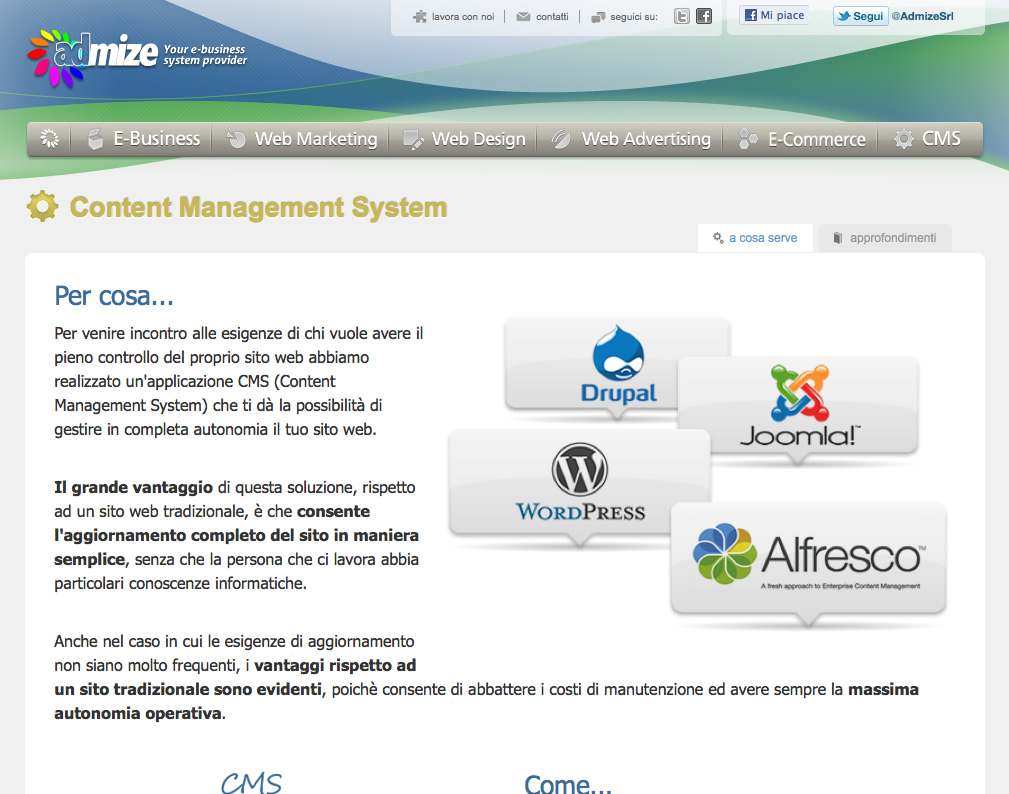 lavora con noi
contatti
seguici su:
Mi piace
Segui @AdmizeSrl
admize
Your e-business
system provider
E-Business
Web Marketing
Web Design
Web Advertising
E-Commerce
CMS
Content Management System
a cosa serve
approfondimenti
Per cosa...
Per venire incontro alle esigenze di chi vuole avere il
pieno controllo del proprio sito web abbiamo
realizzato un'applicazione CMS (Content
Management System) che ti dà la possibilità di
gestire in completa autonomia il tuo sito web.
Il grande vantaggio di questa soluzione, rispetto
ad un sito web tradizionale, è che consente
l'aggiornamento completo del sito in maniera
semplice, senza che la persona che ci lavora abbia
particolari conoscenze informatiche.
Anche nel caso in cui le esigenze di aggiornamento
non siano molto frequenti, i vantaggi rispetto ad
un sito tradizionale sono evidenti, poichè consente di abbattere i costi di manutenzione ed avere sempre la massima
autonomia operativa.
Drupal
Joomla!™
WORDPRESS
Alfresco™
A fresh approach to Enterprise Content Management
CMS
Come...